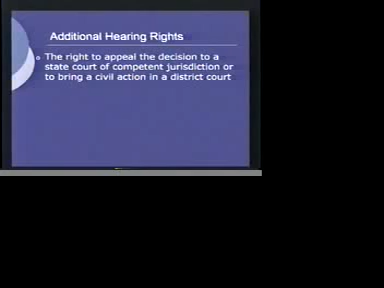 Additional Hearing Rights
The right to appeal the decision to a
state court of competent jurisdiction or
to bring a civil action in a district court